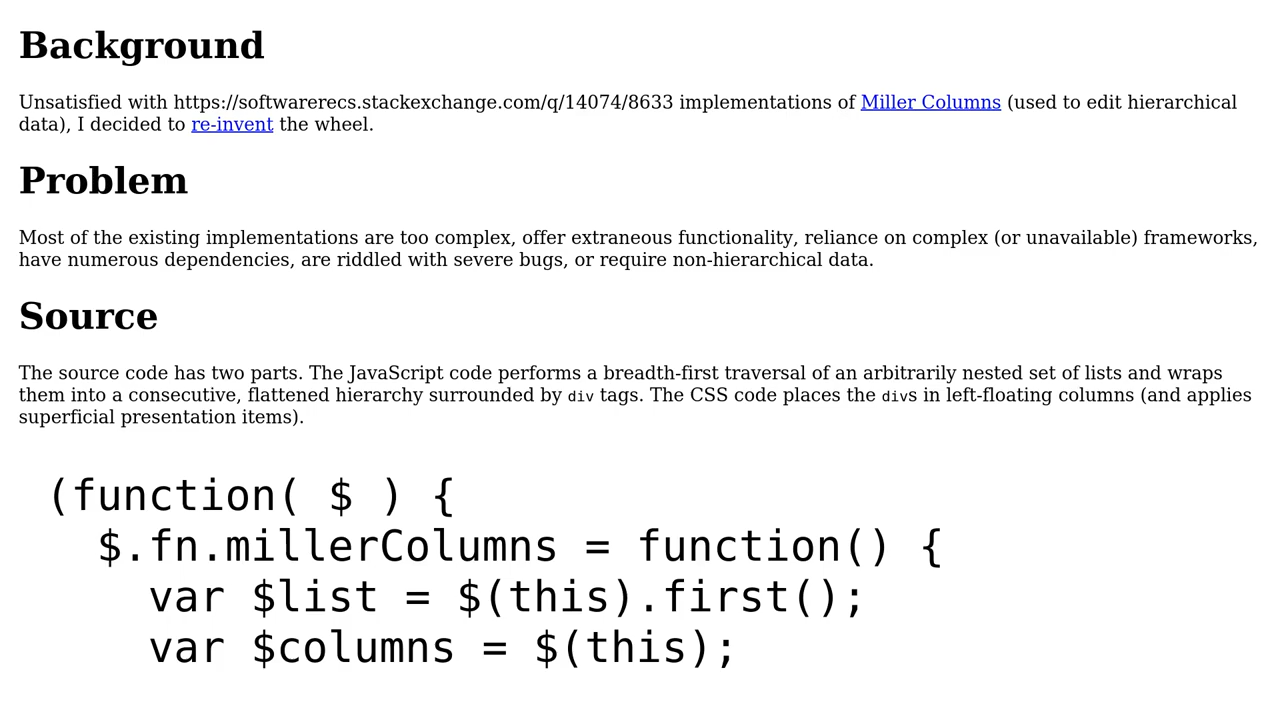 Background
Unsatisfied with https://softwarerecs.stackexchange.com/q/14074/8633 implementations of Miller Columns (used to edit hierarchical
data), I decided to re-invent the wheel.
Problem
Most of the existing implementations are too complex, offer extraneous functionality, reliance on complex (or unavailable) frameworks,
have numerous dependencies, are riddled with severe bugs, or require non-hierarchical data.
Source
The source code has two parts. The JavaScript code performs a breadth-first traversal of an arbitrarily nested set of lists and wraps
them into a consecutive, flattened hierarchy surrounded by div tags. The CSS code places the divs in left-floating columns (and applies
superficial presentation items).
(function( $ ) {
  $.fn.millerColumns = function() {
    var $list = $(this).first();
    var $columns = $(this);